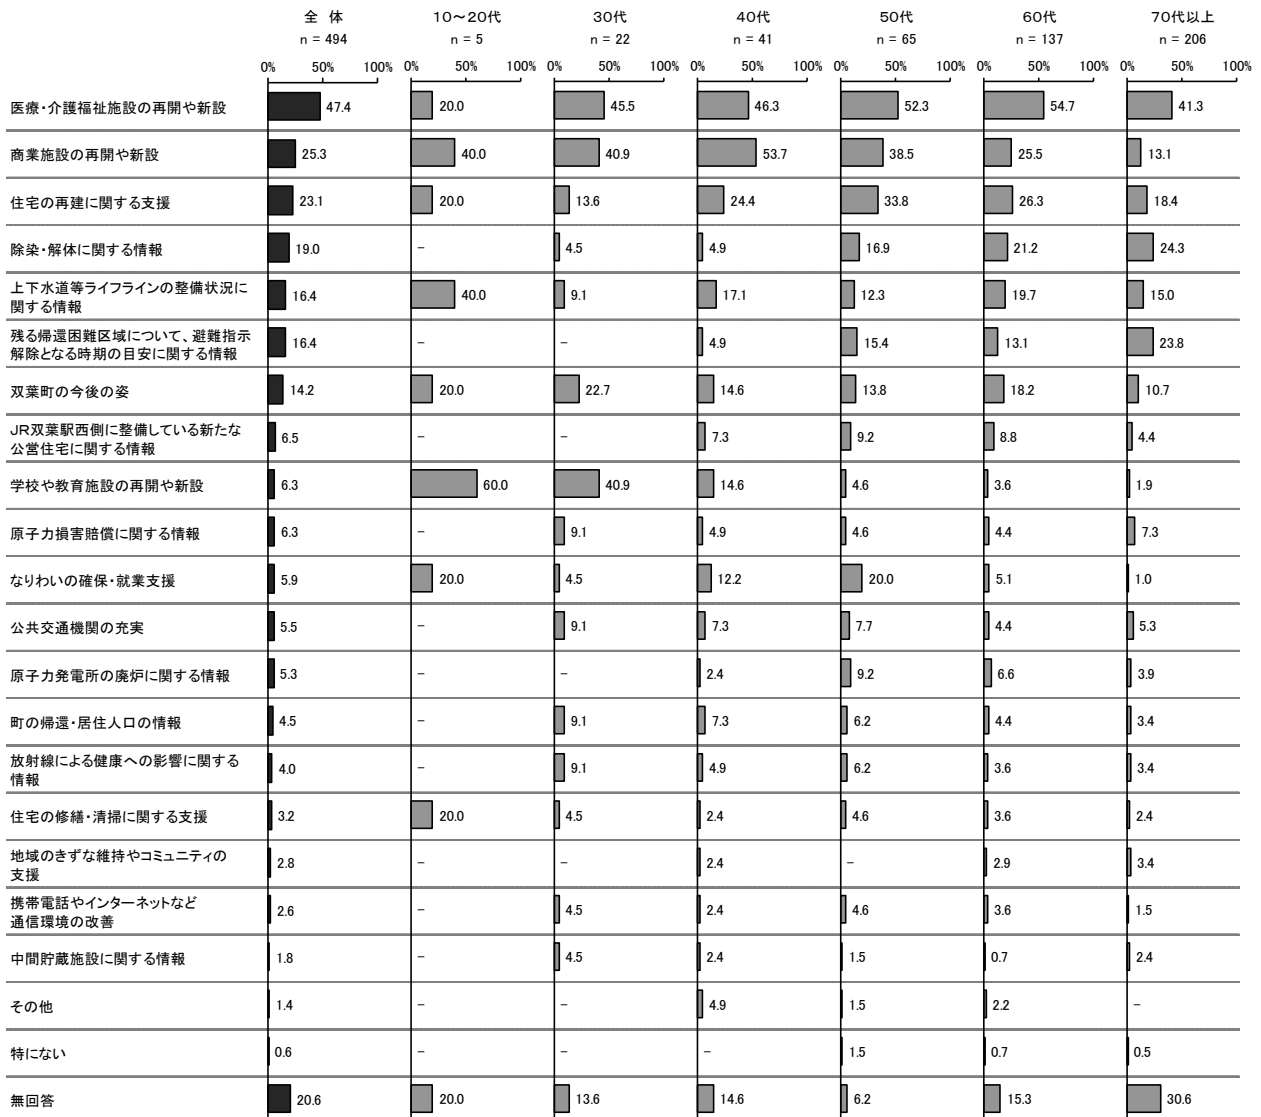 全 体 10～20代 30代 40代 50代 60代 70代以上
n = 494 n = 5 n = 22 n = 41 n = 65 n = 137 n = 206
0% 50% 100% 0% 50% 100% 0% 50% 100% 0% 50% 100% 0% 50% 100% 0% 50% 100% 0% 50% 100%
医療・介護福祉施設の再開や新設 47.4 20.0 45.5 46.3 52.3 54.7 41.3
商業施設の再開や新設 25.3 40.0 40.9 53.7 38.5 25.5 13.1
住宅の再建に関する支援 23.1 20.0 13.6 24.4 33.8 26.3 18.4
除染・解体に関する情報 19.0 － 4.5 4.9 16.9 21.2 24.3
上下水道等ライフラインの整備状況に
関する情報 16.4 40.0 9.1 17.1 12.3 19.7 15.0
残る帰還困難区域について、避難指示
解除となる時期の目安に関する情報 16.4 － － 4.9 15.4 13.1 23.8
双葉町の今後の姿 14.2 20.0 22.7 14.6 13.8 18.2 10.7
JR双葉駅西側に整備している新たな
公営住宅に関する情報 6.5 － － 7.3 9.2 8.8 4.4
学校や教育施設の再開や新設 6.3 60.0 40.9 14.6 4.6 3.6 1.9
原子力損害賠償に関する情報 6.3 － 9.1 4.9 4.6 4.4 7.3
なりわいの確保・就業支援 5.9 20.0 4.5 12.2 20.0 5.1 1.0
公共交通機関の充実 5.5 － 9.1 7.3 7.7 4.4 5.3
原子力発電所の廃炉に関する情報 5.3 － － 2.4 9.2 6.6 3.9
町の帰還・居住人口の情報 4.5 － 9.1 7.3 6.2 4.4 3.4
放射線による健康への影響に関する
情報 4.0 － 9.1 4.9 6.2 3.6 3.4
住宅の修繕・清掃に関する支援 3.2 20.0 4.5 2.4 4.6 3.6 2.4
地域のきずな維持やコミュニティの
支援 2.8 － － 2.4 － 2.9 3.4
携帯電話やインターネットなど
通信環境の改善 2.6 － 4.5 2.4 4.6 3.6 1.5
中間貯蔵施設に関する情報 1.8 － 4.5 2.4 1.5 0.7 2.4
その他 1.4 － － 4.9 1.5 2.2 －
特にない 0.6 － － － 1.5 0.7 0.5
無回答 20.6 20.0 13.6 14.6 6.2 15.3 30.6